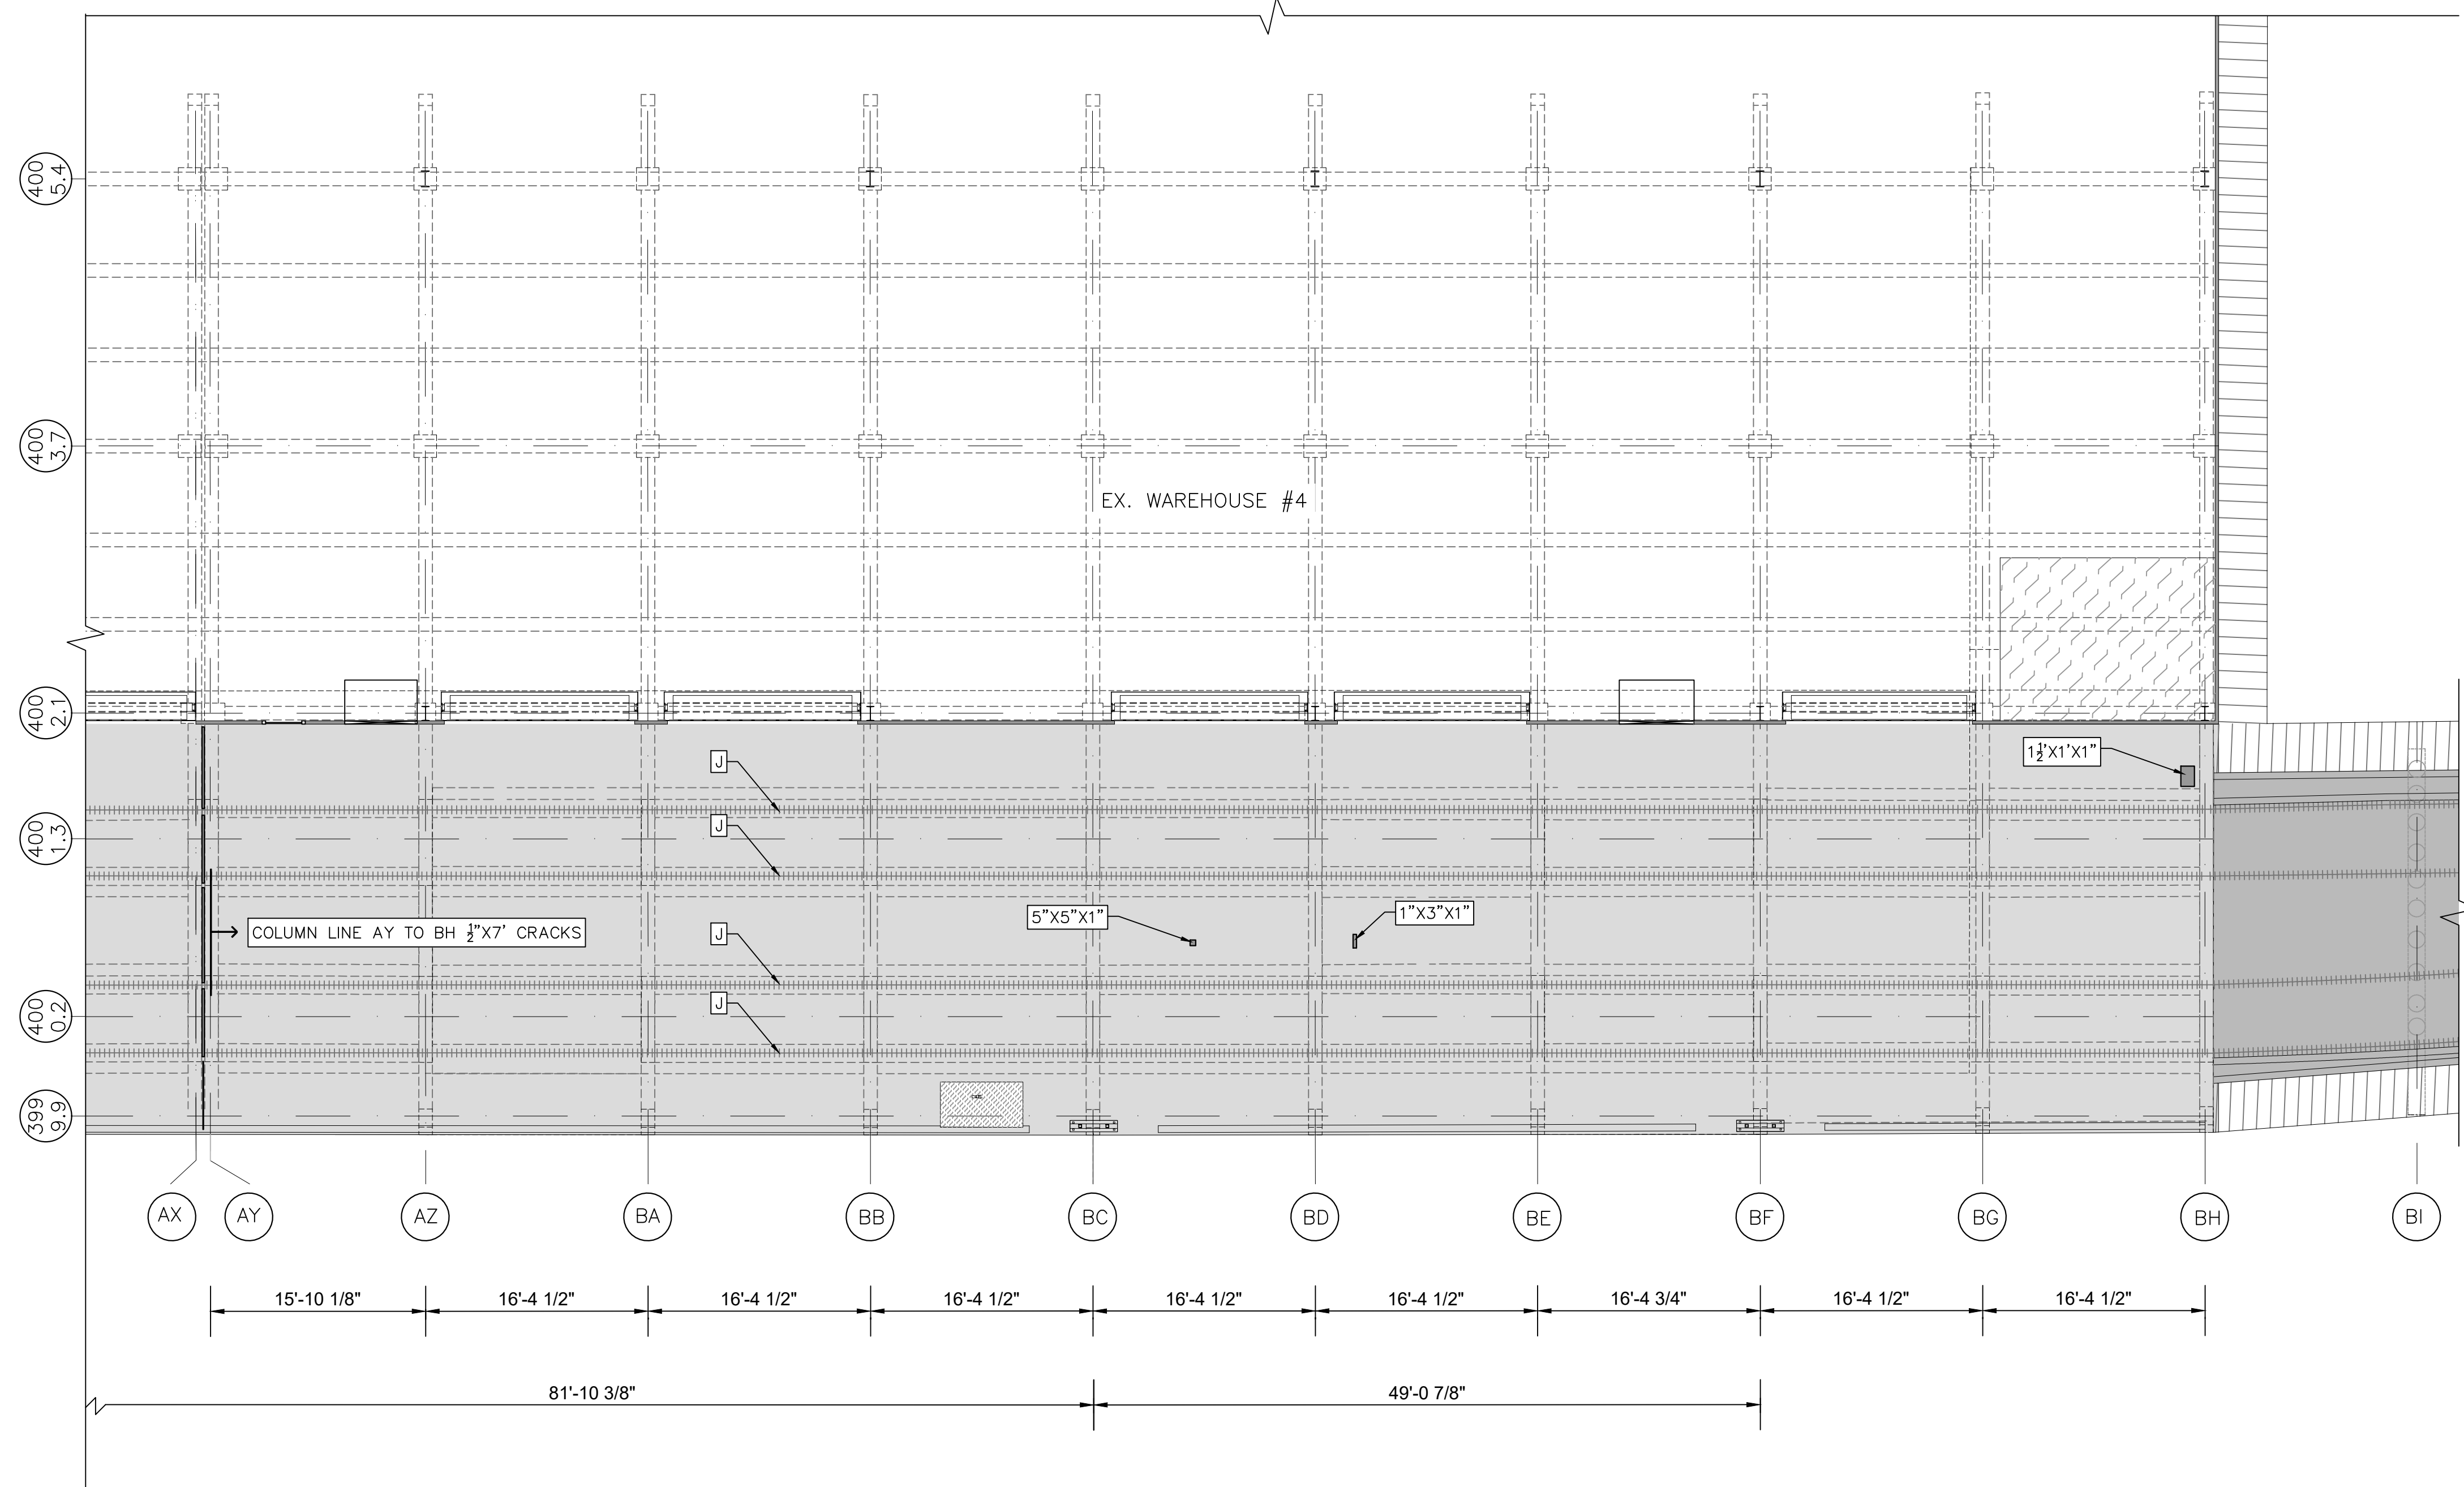 400
5.4
400
3.7
EX. WAREHOUSE #4
400
2.1
J
1½'X1'X1"
400
1.3
J
5"X5"X1"
1"X3"X1"
COLUMN LINE AY TO BH ½"X7' CRACKS
J
400
0.2
J
399
9.9
AX
AY
AZ
BA
BB
BC
BD
BE
BF
BG
BH
BI
15'-10 1/8"
16'-4 1/2"
16'-4 1/2"
16'-4 1/2"
16'-4 1/2"
16'-4 1/2"
16'-4 3/4"
16'-4 1/2"
16'-4 1/2"
81'-10 3/8"
49'-0 7/8"